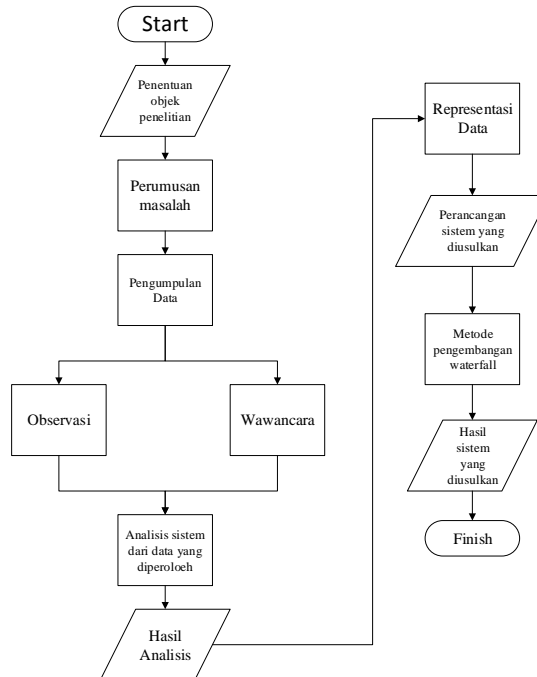 Start
Penentuan
objek
penelitian
Perumusan
masalah
Pengumpulan
Data
Observasi
Wawancara
Analisis sistem
dari data yang
diperoloeh
Hasil
Analisis
Representasi
Data
Perancangan
sistem yang
diusulkan
Metode
pengembangan
waterfall
Hasil
sistem
yang
diusulkan
Finish